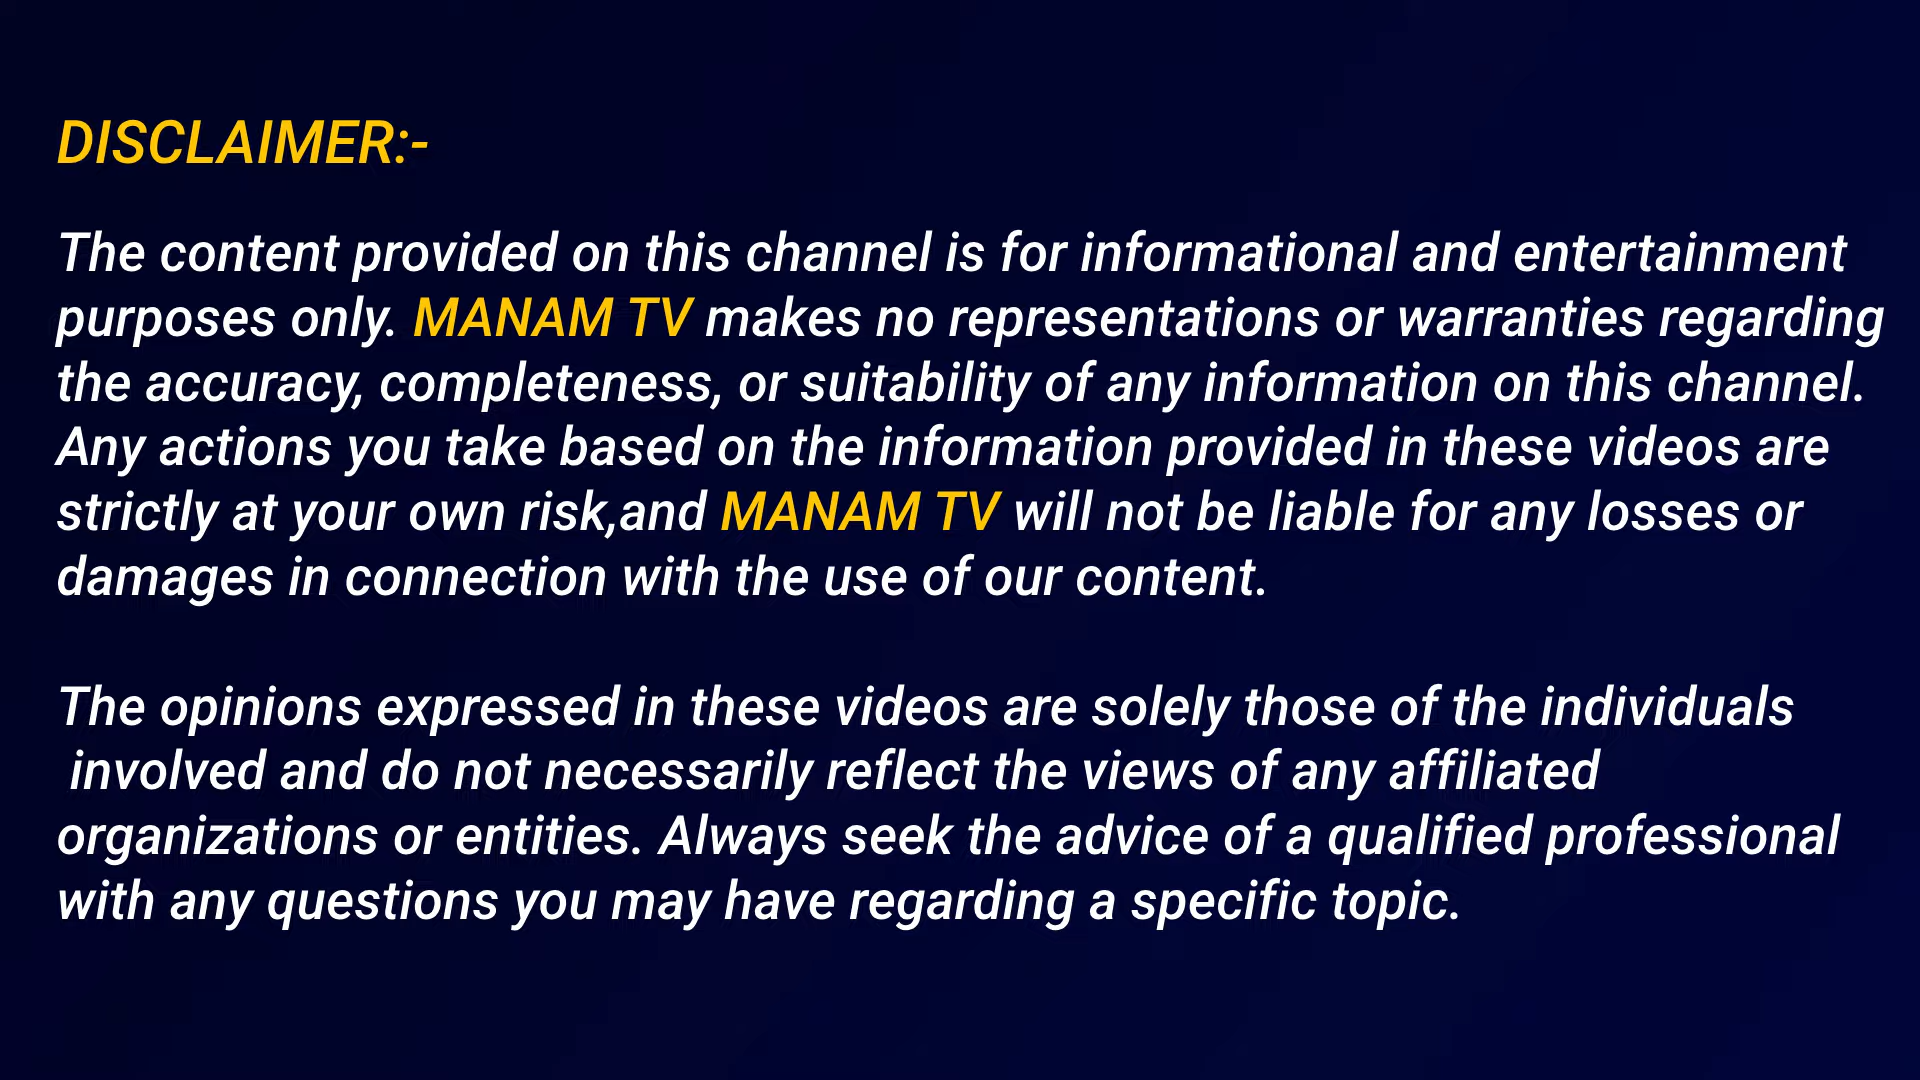 DISCLAIMER:-
The content provided on this channel is for informational and entertainment
purposes only. MANAM TV makes no representations or warranties regarding
the accuracy, completeness, or suitability of any information on this channel.
Any actions you take based on the information provided in these videos are
strictly at your own risk,and MANAM TV will not be liable for any losses or
damages in connection with the use of our content.
The opinions expressed in these videos are solely those of the individuals
involved and do not necessarily reflect the views of any affiliated
organizations or entities. Always seek the advice of a qualified professional
with any questions you may have regarding a specific topic.